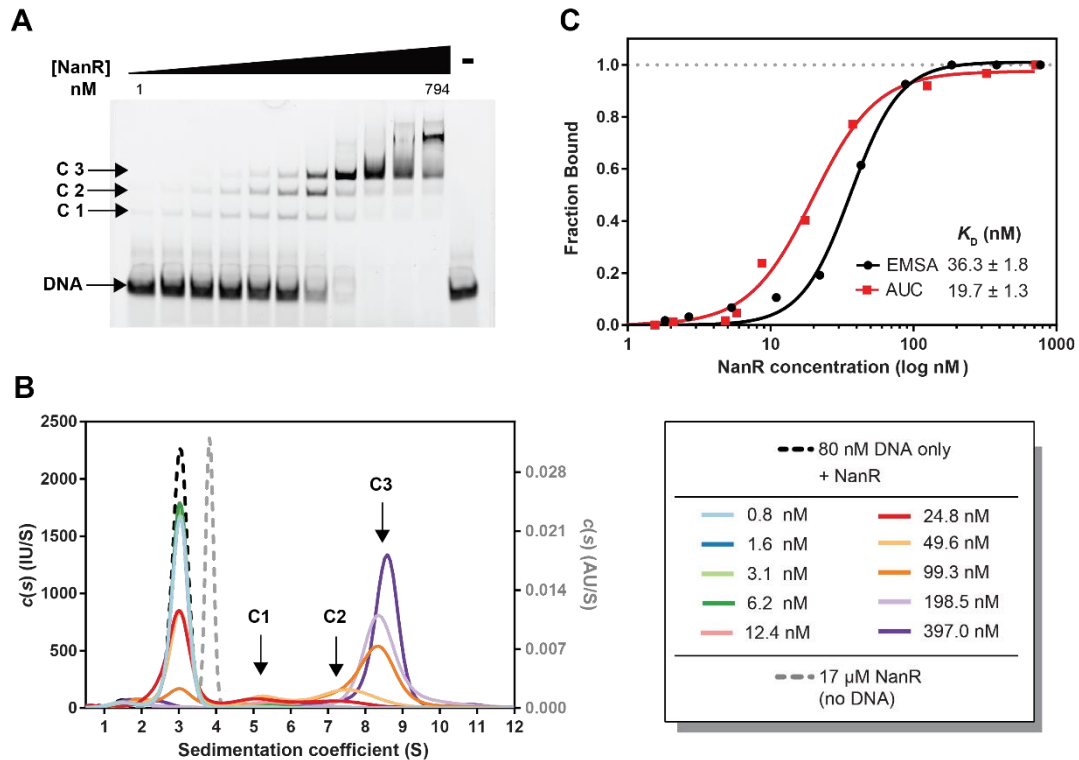 A
[NanR]
nM
1
794
-
C 3
C 2
C 1
DNA
B
2500
2000
1500
1000
500
0
c(s) (IU/S)
C1
C2
C3
0.028
0.021
0.014
0.007
0.000
c(s) (AU/S)
1 2 3 4 5 6 7 8 9 10 11 12
Sedimentation coefficient (S)
C
1.0
0.8
0.6
0.4
0.2
0.0
Fraction Bound
KD (nM)
EMSA 36.3 ± 1.8
AUC 19.7 ± 1.3
1 10 100 1000
NanR concentration (log nM)
80 nM DNA only
+ NanR
0.8 nM 24.8 nM
1.6 nM 49.6 nM
3.1 nM 99.3 nM
6.2 nM 198.5 nM
12.4 nM 397.0 nM
17 µM NanR
(no DNA)